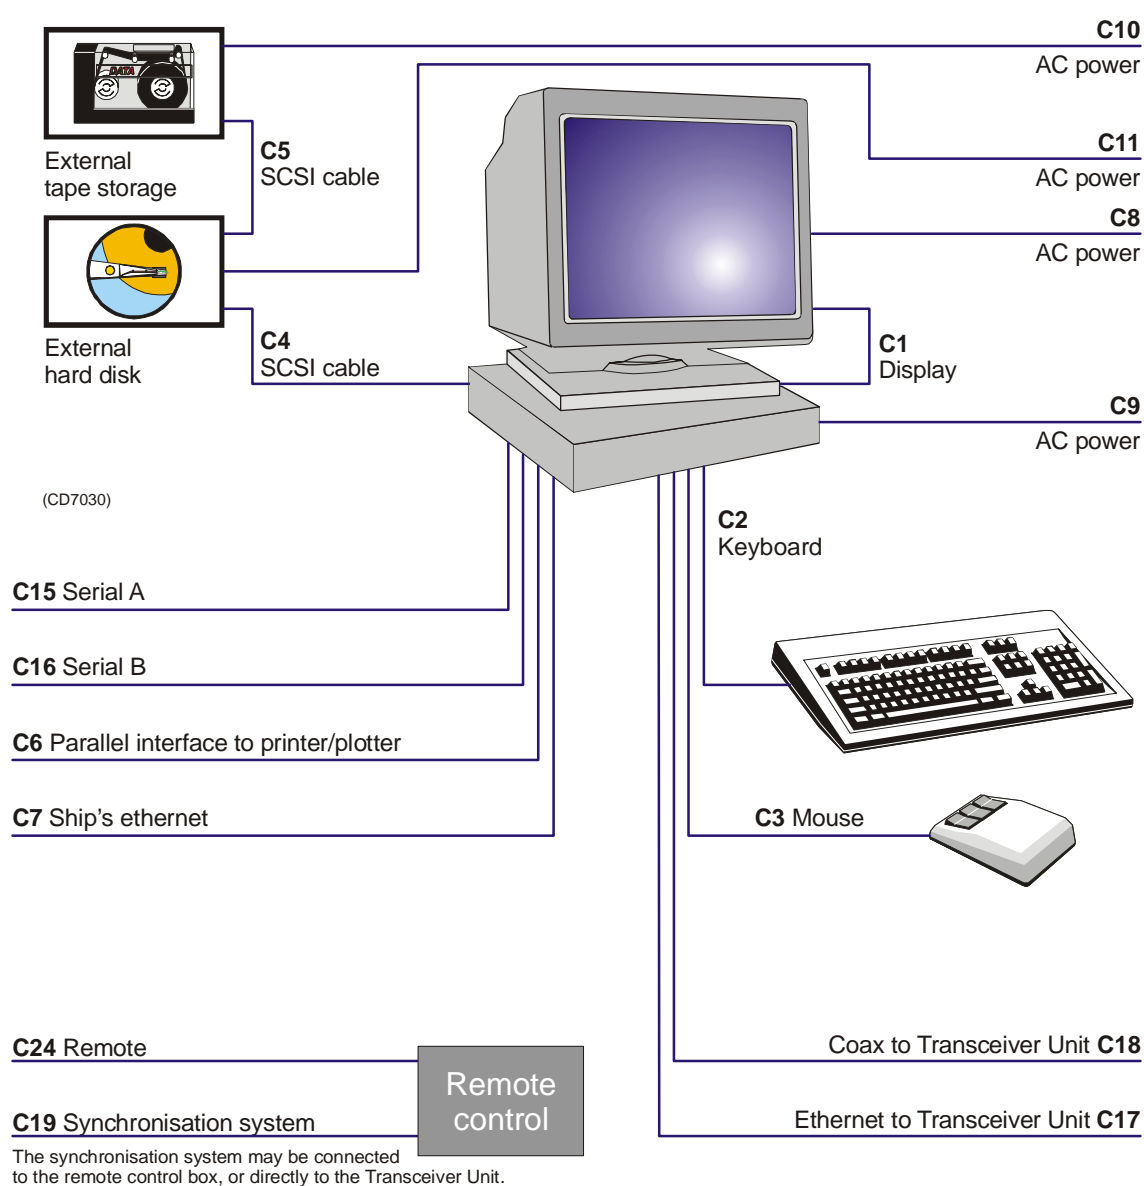 C10
AC power
DATA
External
tape storage
C5
SCSI cable
C11
AC power
C8
AC power
External
hard disk
C4
SCSI cable
C1
Display
C9
AC power
(CD7030)
C2
Keyboard
C15 Serial A
C16 Serial B
C6 Parallel interface to printer/plotter
C7 Ship's ethernet
C3 Mouse
C24 Remote
Remote
control
Coax to Transceiver Unit C18
C19 Synchronisation system
Ethernet to Transceiver Unit C17
The synchronisation system may be connected
to the remote control box, or directly to the Transceiver Unit.